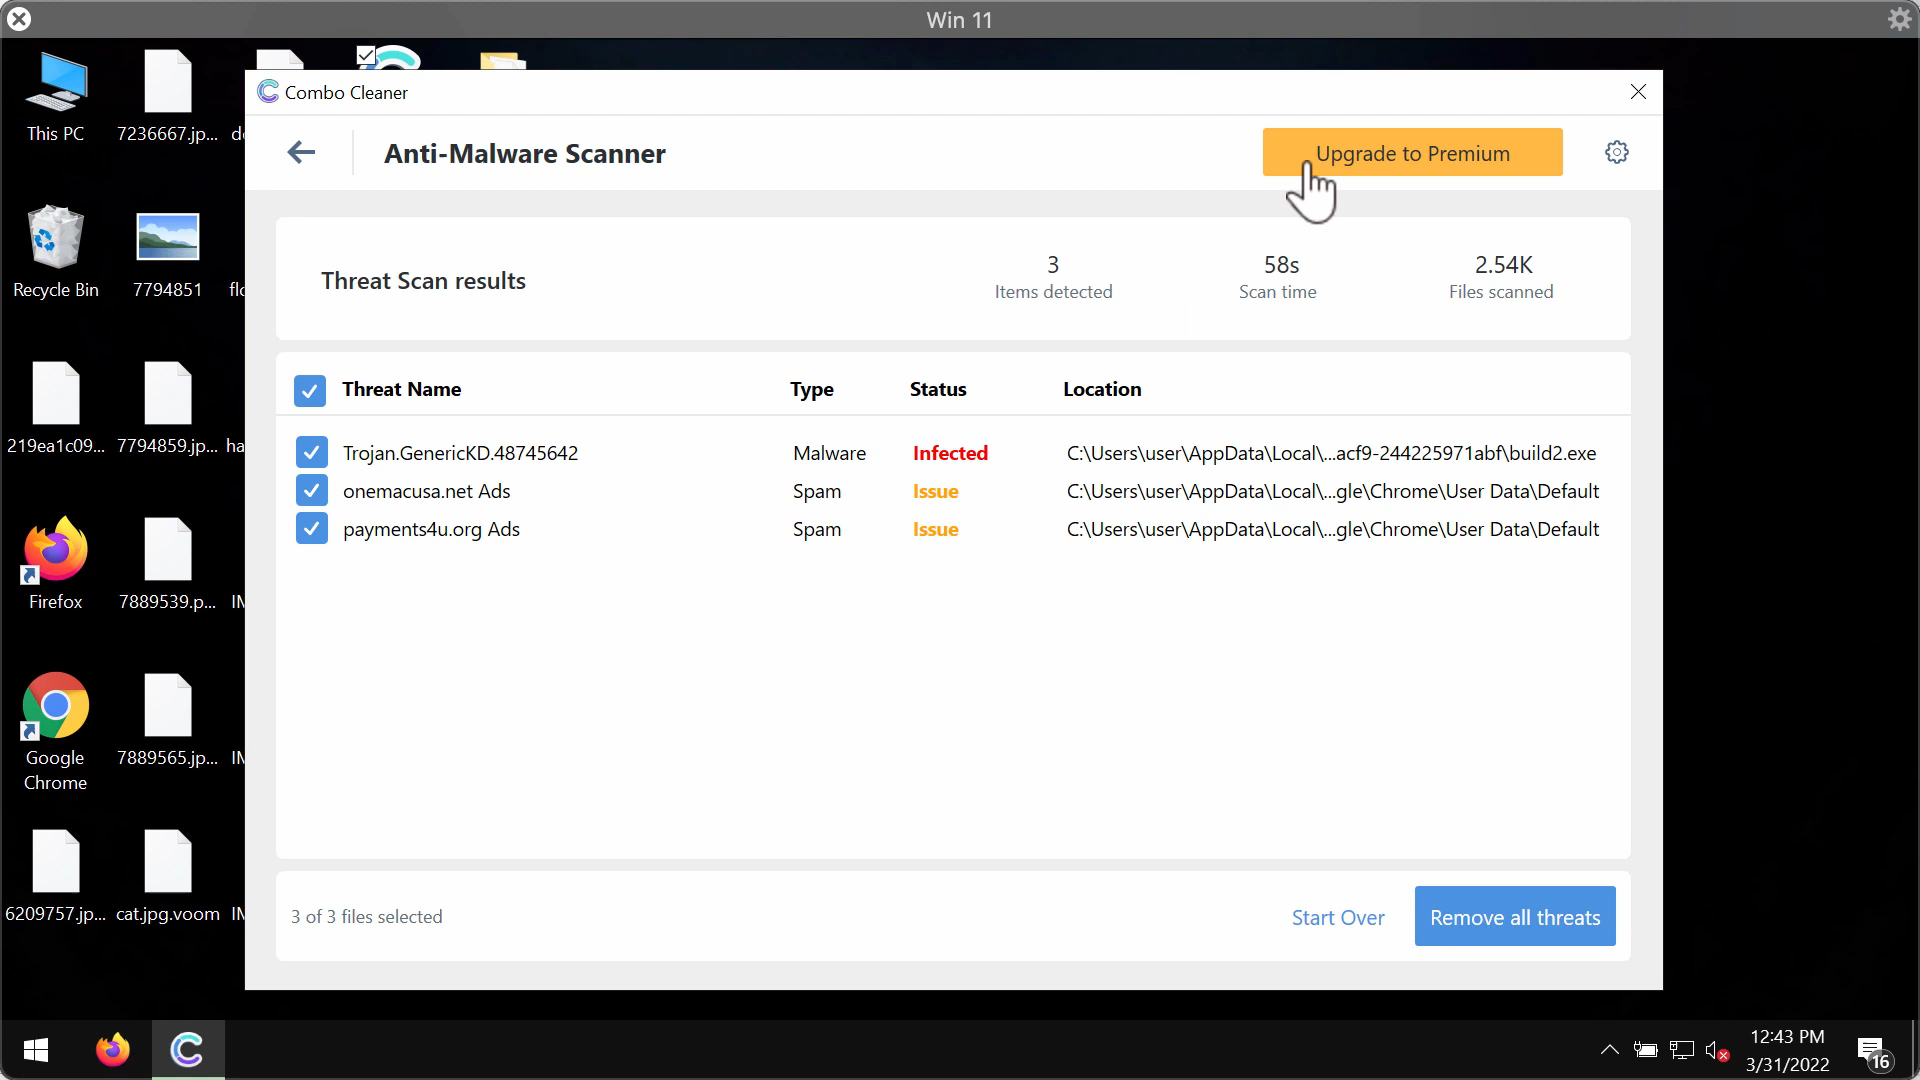 Win 11
This PC
7236667.jp...
Recycle Bin
7794851
219ea1c09...
7794859.jp...
Firefox
7889539.p...
Google
Chrome
7889565.jp...
6209757.jp...
cat.jpg.voom
Combo Cleaner
Anti-Malware Scanner
Upgrade to Premium
Threat Scan results
3
Items detected
58s
Scan time
2.54K
Files scanned
Threat Name Type Status Location
Trojan.GenericKD.48745642 Malware Infected C:\Users\user\AppData\Local\...acf9-244225971abf\build2.exe
onemacusa.net Ads Spam Issue C:\Users\user\AppData\Local\...gle\Chrome\User Data\Default
payments4u.org Ads Spam Issue C:\Users\user\AppData\Local\...gle\Chrome\User Data\Default
3 of 3 files selected
Start Over
Remove all threats
12:43 PM
3/31/2022
16